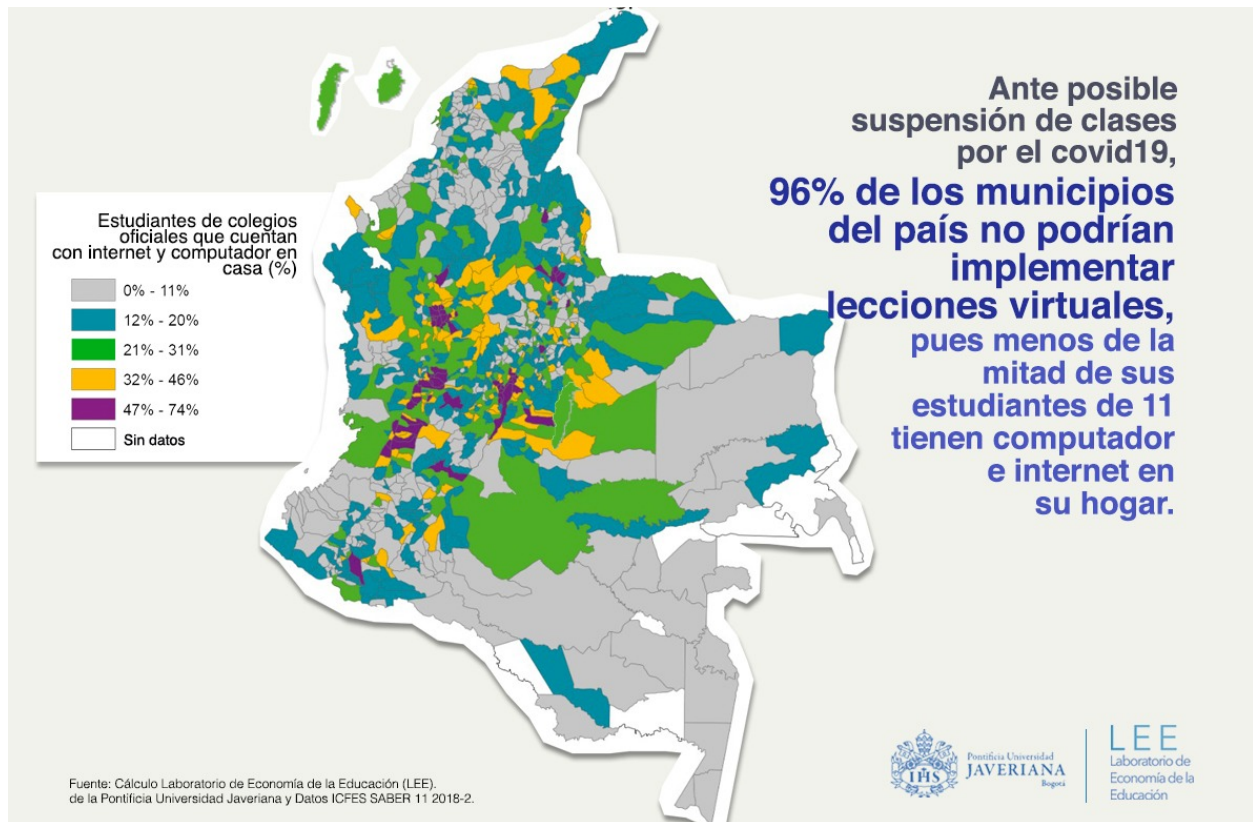 Ante posible
suspensión de clases
por el covid19,
96% de los municipios
del país no podrían
implementar
lecciones virtuales,
pues menos de la
mitad de sus
estudiantes de 11
tienen computador
e internet en
su hogar.
Estudiantes de colegios
oficiales que cuentan
con internet y computador en
casa (%)
0% - 11%
12% - 20%
21% - 31%
32% - 46%
47% - 74%
Sin datos
Fuente: Cálculo Laboratorio de Economía de la Educación (LEE).
de la Pontificia Universidad Javeriana y Datos ICFES SABER 11 2018-2.
IHS
Pontificia Universidad
JAVERIANA
Bogotá
LEE
Laboratorio de
Economía de la
Educación